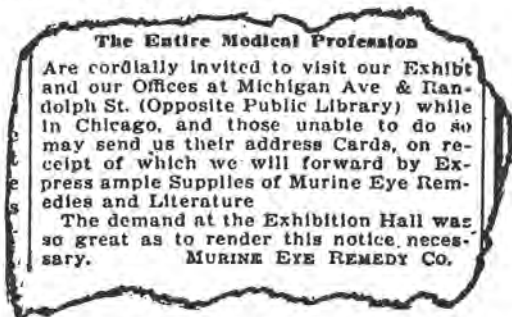 The Entire Medical Profession
Are cordially invited to visit our Exhibt
and our Offices at Michigan Ave & Ran-
dolph St. (Opposite Public Library) while
in Chicago, and those unable to do so
may send us their address Cards, on re-
ceipt of which we will forward by Ex-
press ample Supplies of Murine Eye Rem-
edies and Literature
The demand at the Exhibition Hall was
so great as to render this notice neces-
sary. MURINE EYE REMEDY CO.